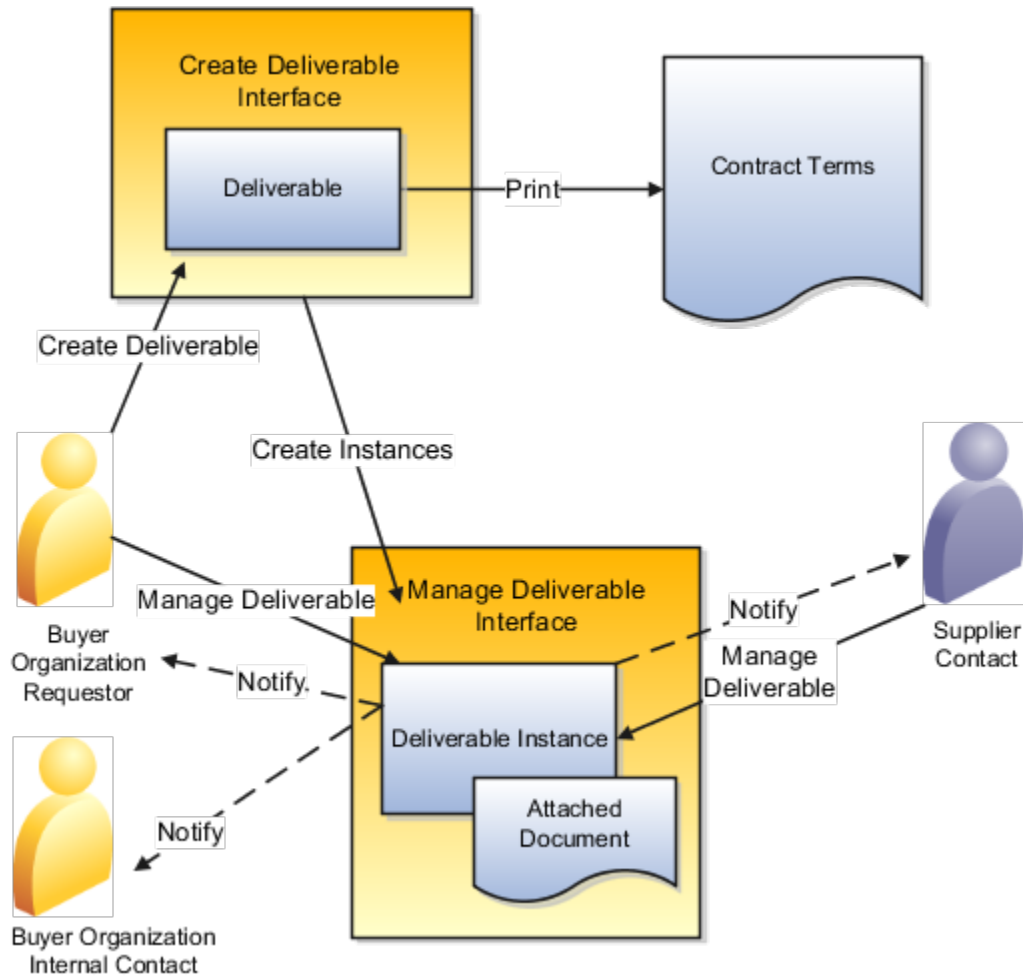 Create Deliverable
Interface
Deliverable
Print
Contract Terms
Create Deliverable
Create Instances
Manage Deliverable
Buyer
Organization
Requestor
Notify.
Manage Deliverable
Interface
Notify
Manage
Deliverable
Supplier
Contact
Deliverable Instance
Attached
Document
Notify
Buyer Organization
Internal Contact